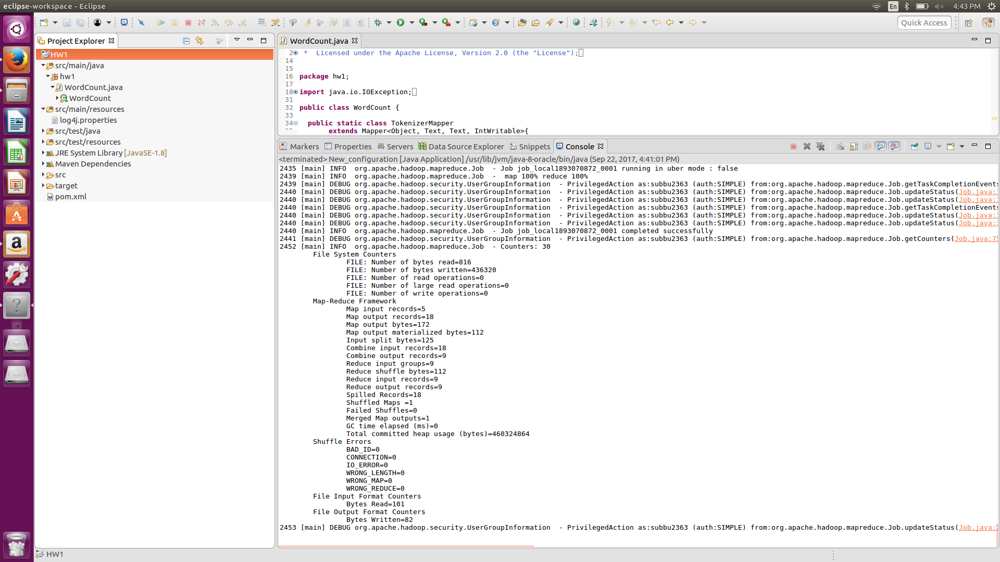 eclipse-workspace - Eclipse
En
4:43 PM
Quick Access
Project Explorer
HW1
src/main/java
hw1
WordCount.java
WordCount
src/main/resources
log4j.properties
src/test/java
src/test/resources
JRE System Library [JavaSE-1.8]
Maven Dependencies
src
target
pom.xml
WordCount.java
2 *  Licensed under the Apache License, Version 2.0 (the "License");
14
15
16 package hw1;
17
18 import java.io.IOException;
31
32 public class WordCount {
33
34 public static class TokenizerMapper
extends Mapper<Object, Text, Text, IntWritable>{
Markers Properties Servers Data Source Explorer Snippets Console
<terminated> New_configuration [Java Application] /usr/lib/jvm/java-8-oracle/bin/java (Sep 22, 2017, 4:41:01 PM)
2435 [main] INFO  org.apache.hadoop.mapreduce.Job  - Job job_local1893070872_0001 running in uber mode : false
2439 [main] INFO  org.apache.hadoop.mapreduce.Job  -  map 100% reduce 100%
2439 [main] DEBUG org.apache.hadoop.security.UserGroupInformation  - PrivilegedAction as:subbu2363 (auth:SIMPLE) from:org.apache.hadoop.mapreduce.Job.getTaskCompletionEvents
2440 [main] DEBUG org.apache.hadoop.security.UserGroupInformation  - PrivilegedAction as:subbu2363 (auth:SIMPLE) from:org.apache.hadoop.mapreduce.Job.updateStatus(Job.java:
2440 [main] DEBUG org.apache.hadoop.security.UserGroupInformation  - PrivilegedAction as:subbu2363 (auth:SIMPLE) from:org.apache.hadoop.mapreduce.Job.updateStatus(Job.java:
2440 [main] DEBUG org.apache.hadoop.security.UserGroupInformation  - PrivilegedAction as:subbu2363 (auth:SIMPLE) from:org.apache.hadoop.mapreduce.Job.getTaskCompletionEvents
2440 [main] DEBUG org.apache.hadoop.security.UserGroupInformation  - PrivilegedAction as:subbu2363 (auth:SIMPLE) from:org.apache.hadoop.mapreduce.Job.updateStatus(Job.java:
2440 [main] DEBUG org.apache.hadoop.security.UserGroupInformation  - PrivilegedAction as:subbu2363 (auth:SIMPLE) from:org.apache.hadoop.mapreduce.Job.updateStatus(Job.java:
2440 [main] INFO  org.apache.hadoop.mapreduce.Job  - Job job_local1893070872_0001 completed successfully
2441 [main] DEBUG org.apache.hadoop.security.UserGroupInformation  - PrivilegedAction as:subbu2363 (auth:SIMPLE) from:org.apache.hadoop.mapreduce.Job.getCounters(Job.java:75
2452 [main] INFO  org.apache.hadoop.mapreduce.Job  - Counters: 30
File System Counters
FILE: Number of bytes read=816
FILE: Number of bytes written=436320
FILE: Number of read operations=0
FILE: Number of large read operations=0
FILE: Number of write operations=0
Map-Reduce Framework
Map input records=5
Map output records=18
Map output bytes=172
Map output materialized bytes=112
Input split bytes=125
Combine input records=18
Combine output records=9
Reduce input groups=9
Reduce shuffle bytes=112
Reduce input records=9
Reduce output records=9
Spilled Records=18
Shuffled Maps =1
Failed Shuffles=0
Merged Map outputs=1
GC time elapsed (ms)=0
Total committed heap usage (bytes)=460324864
Shuffle Errors
BAD_ID=0
CONNECTION=0
IO_ERROR=0
WRONG_LENGTH=0
WRONG_MAP=0
WRONG_REDUCE=0
File Input Format Counters
Bytes Read=101
File Output Format Counters
Bytes Written=82
2453 [main] DEBUG org.apache.hadoop.security.UserGroupInformation  - PrivilegedAction as:subbu2363 (auth:SIMPLE) from:org.apache.hadoop.mapreduce.Job.updateStatus(Job.java:
HW1